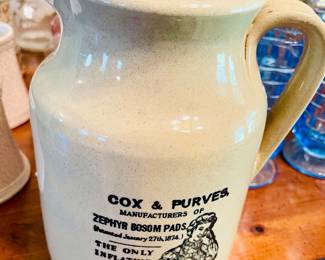 COX & PURVES,
MANUFACTURERS OF
ZEPHYR BOSOM PADS.
(Patented January 27th, 1874.)
THE ONLY